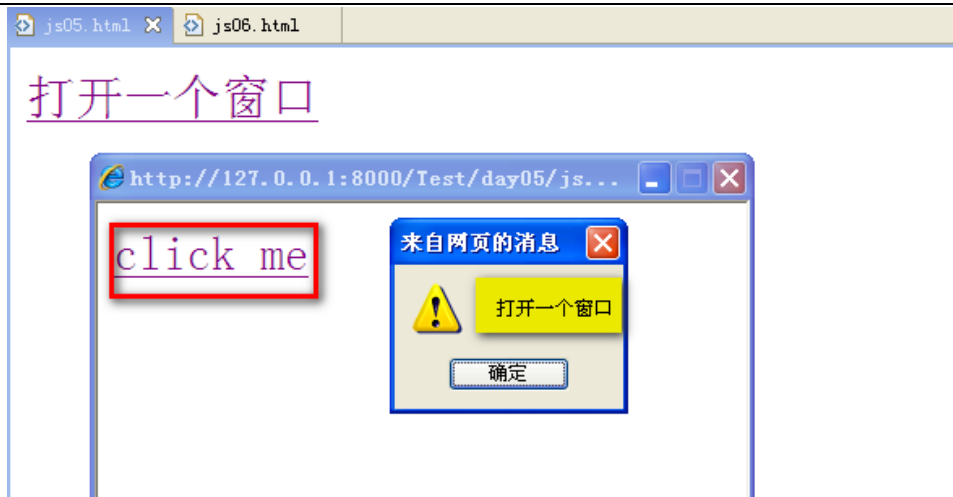 js05.html js06.html
打开一个窗口
http://127.0.0.1:8000/Test/day05/js...
click me
来自网页的消息
打开一个窗口
确定